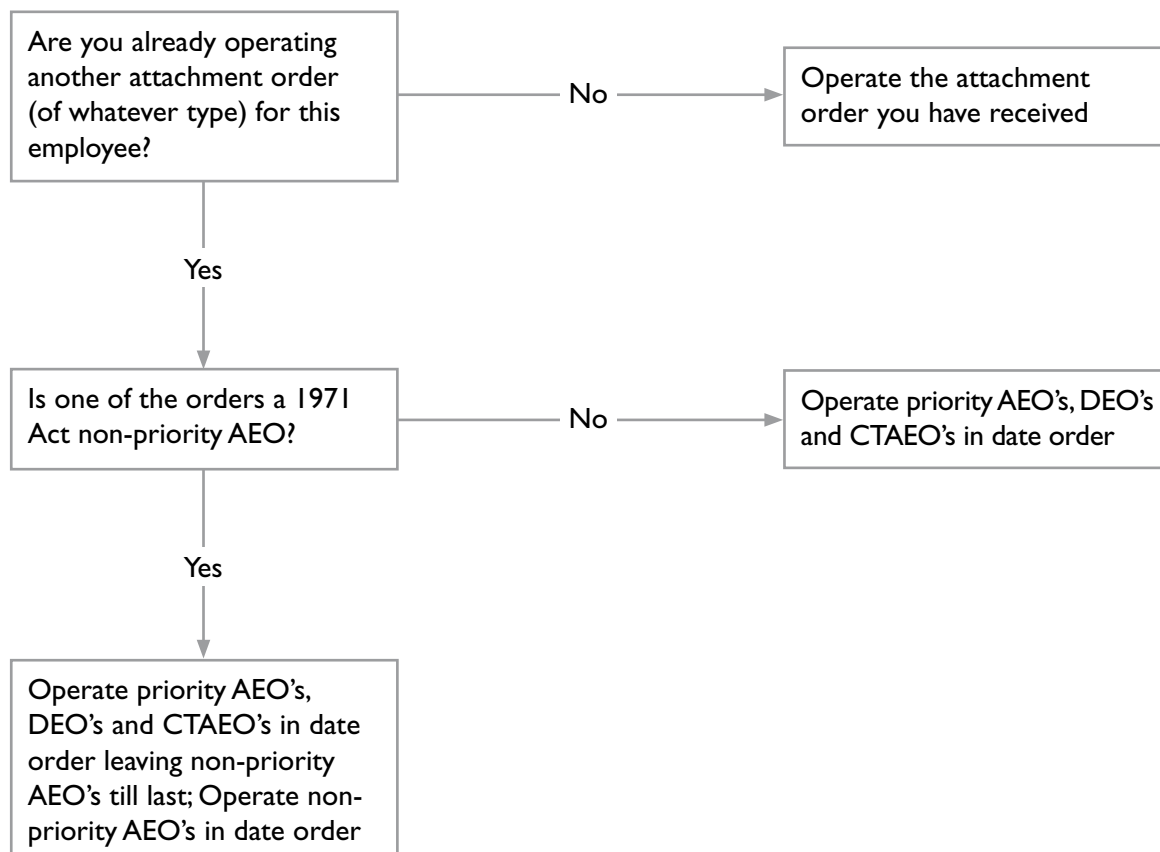 Are you already operating
another attachment order
(of whatever type) for this
employee?
No
Operate the attachment
order you have received
Yes
Is one of the orders a 1971
Act non-priority AEO?
No
Operate priority AEO's, DEO's
and CTAEO's in date order
Yes
Operate priority AEO's,
DEO's and CTAEO's in date
order leaving non-priority
AEO's till last; Operate non-
priority AEO's in date order